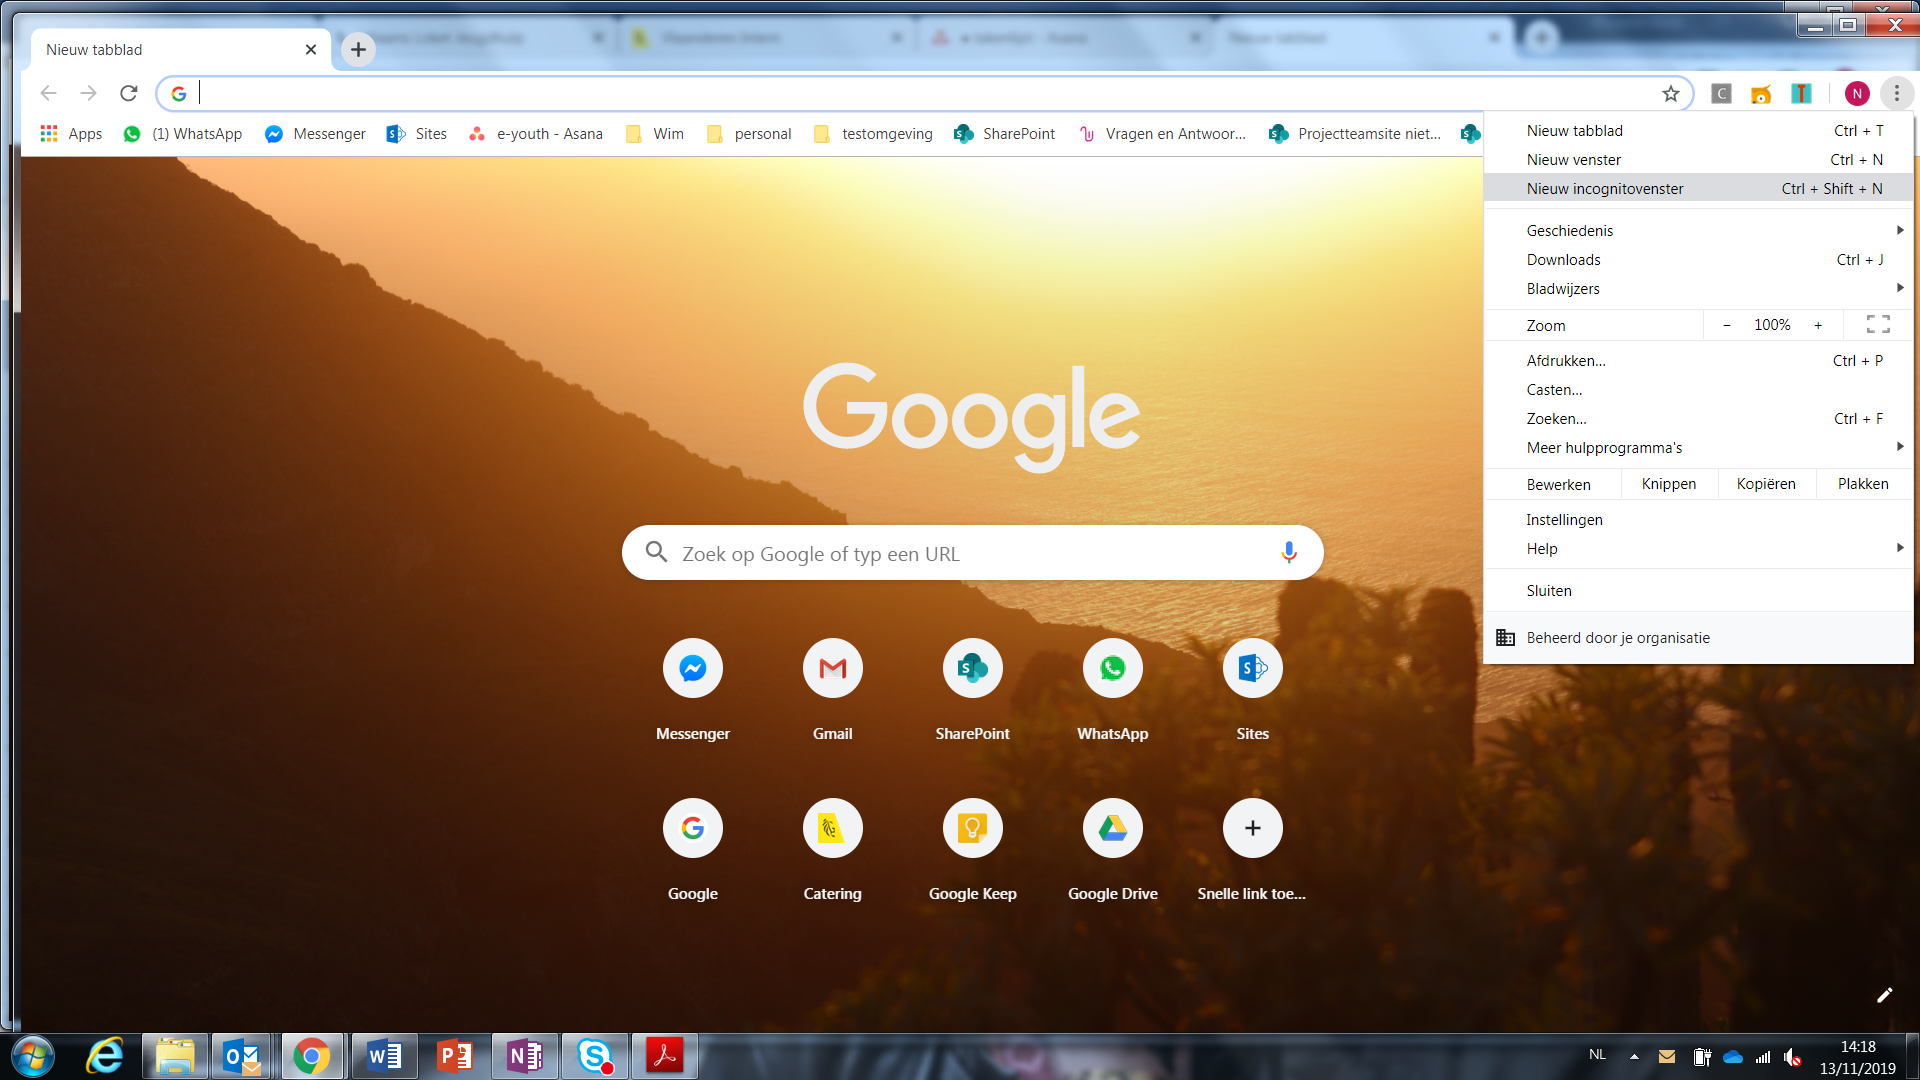 Nieuw tabblad
Apps
(1) WhatsApp
Messenger
Sites
e-youth - Asana
Wim
personal
testomgeving
SharePoint
Vragen en Antwoor...
Projectteamsite niet...
C
T
N
Nieuw tabblad Ctrl + T
Nieuw venster Ctrl + N
Nieuw incognitovenster Ctrl + Shift + N
Geschiedenis
Downloads Ctrl + J
Bladwijzers
Zoom - 100% +
Afdrukken... Ctrl + P
Casten...
Zoeken... Ctrl + F
Meer hulpprogramma's
Bewerken Knippen Kopiëren Plakken
Instellingen
Help
Sluiten
Beheerd door je organisatie
Google
Zoek op Google of typ een URL
Messenger
Gmail
SharePoint
WhatsApp
Sites
Google
Catering
Google Keep
Google Drive
Snelle link toe...
NL
14:18
13/11/2019